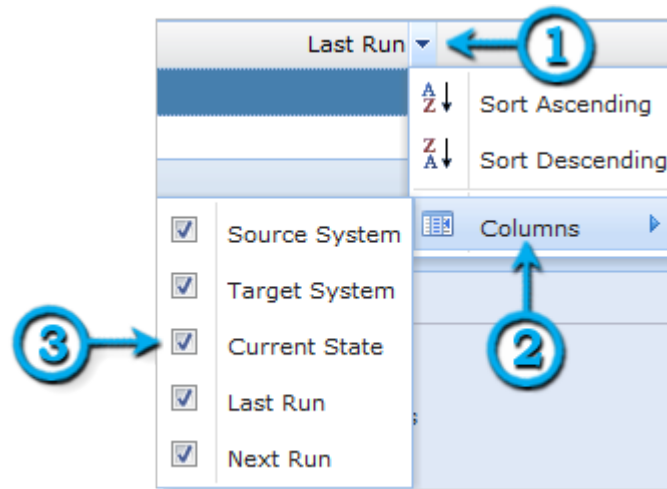 Last Run
1
Sort Ascending
Sort Descending
Columns
2
Source System
Target System
3
Current State
Last Run
Next Run